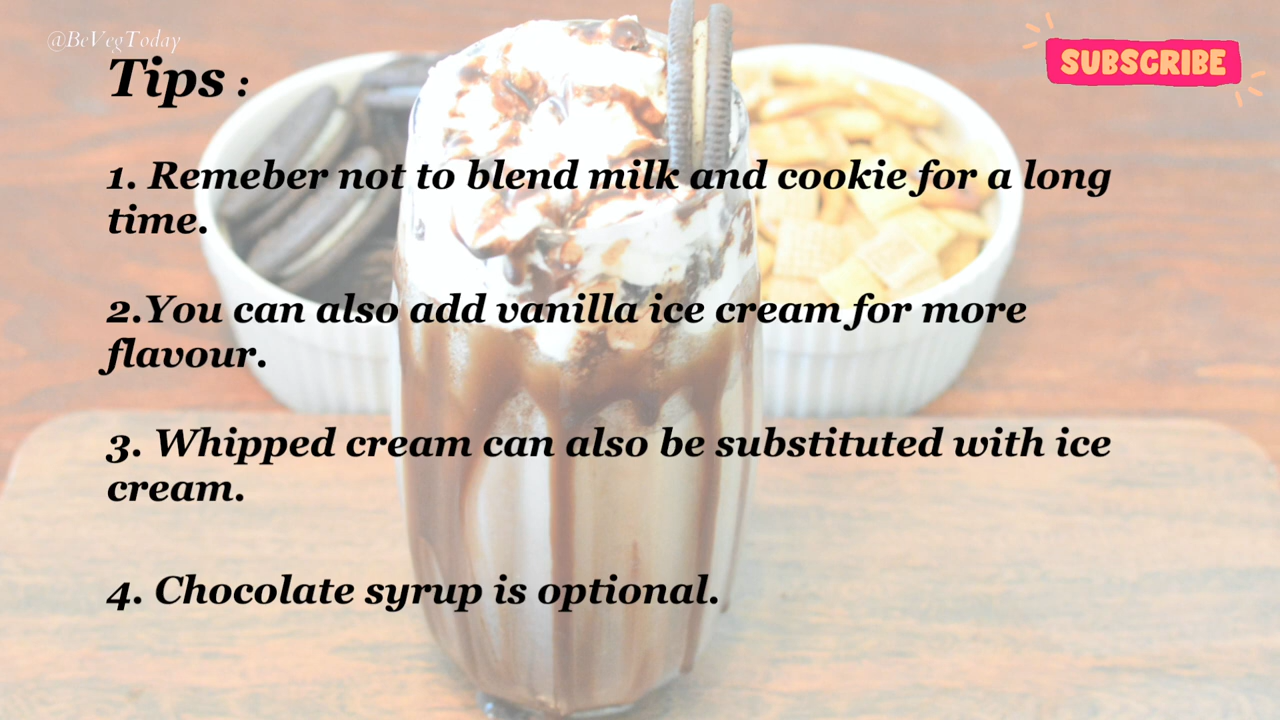 @BeVegToday
SUBSCRIBE
Tips :
1. Remeber not to blend milk and cookie for a long
time.
2.You can also add vanilla ice cream for more
flavour.
3. Whipped cream can also be substituted with ice
cream.
4. Chocolate syrup is optional.